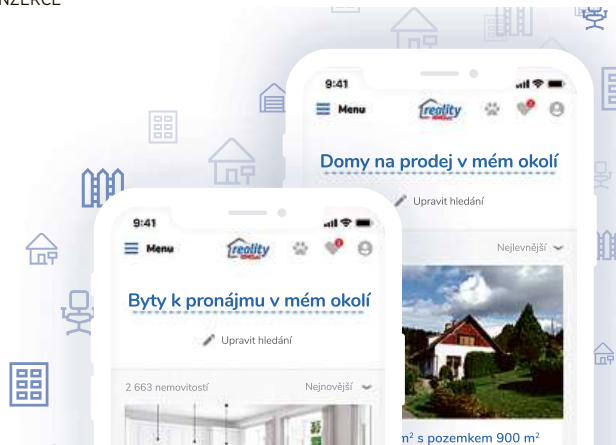 NZERCE
9:41
Menu
reality
Domy na prodej v mém okolí
Upravit hledání
Nejlevnější
m² s pozemkem 900 m²
9:41
Menu
reality
Byty k pronájmu v mém okolí
Upravit hledání
2 663 nemovitostí
Nejnovější